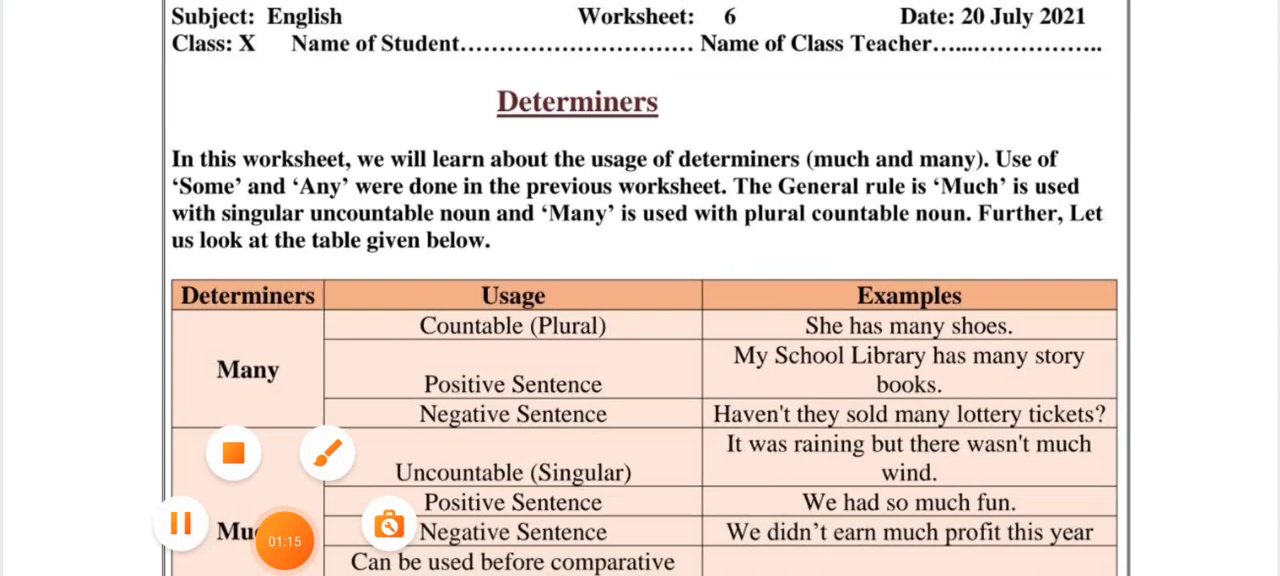 Subject: English Worksheet: 6 Date: 20 July 2021
Class: X Name of Student………………………… Name of Class Teacher…...……………..
Determiners
In this worksheet, we will learn about the usage of determiners (much and many). Use of
‘Some’ and ‘Any’ were done in the previous worksheet. The General rule is ‘Much’ is used
with singular uncountable noun and ‘Many’ is used with plural countable noun. Further, Let
us look at the table given below.
Determiners Usage Examples
Many
Countable (Plural) She has many shoes.
Positive Sentence
My School Library has many story
books.
Negative Sentence Haven't they sold many lottery tickets?
Uncountable (Singular)
It was raining but there wasn't much
wind.
Positive Sentence We had so much fun.
Negative Sentence We didn’t earn much profit this year
Can be used before comparative
01:15